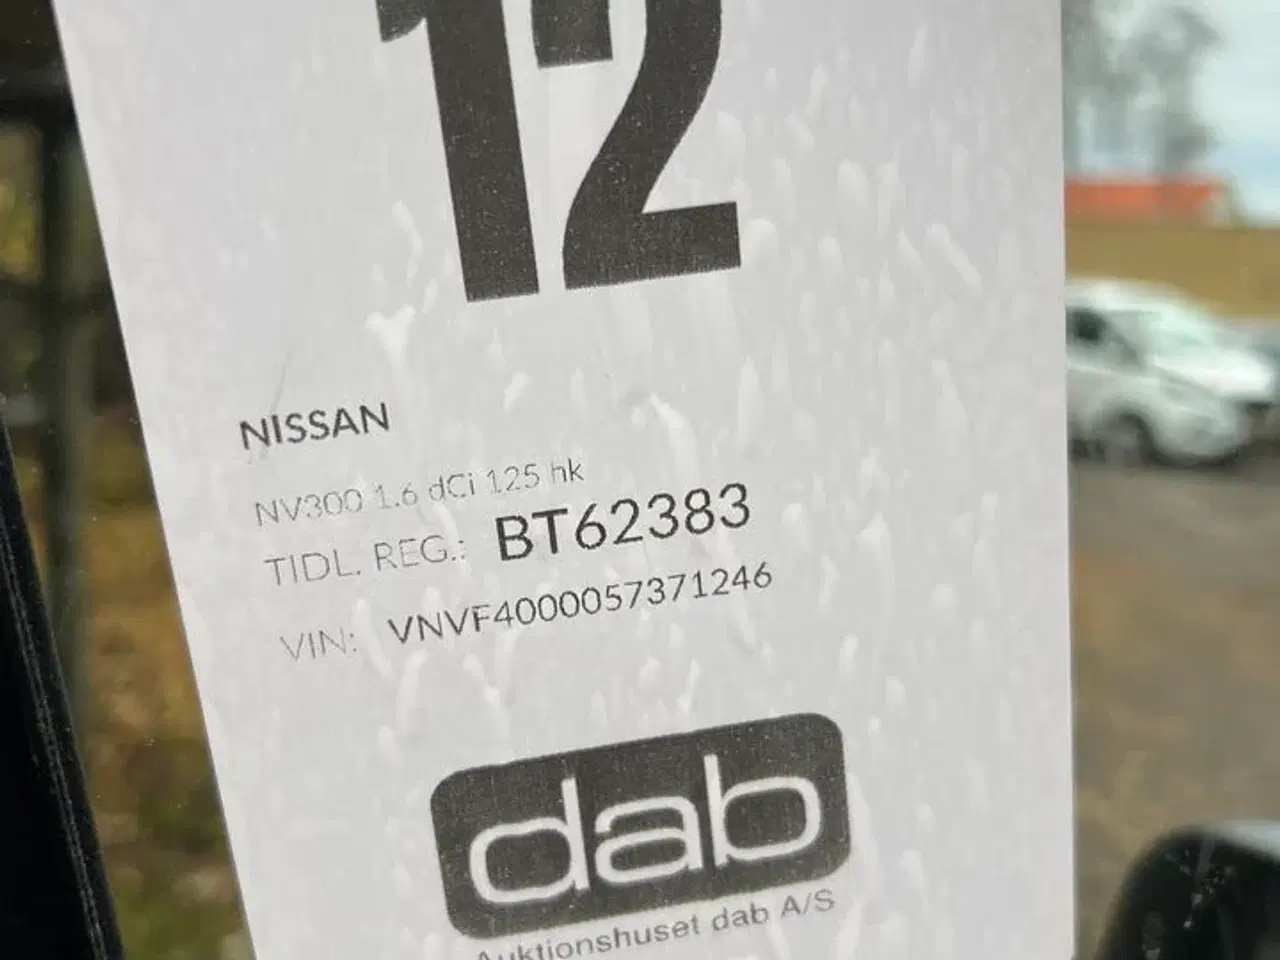 12
NISSAN
NV300 1.6 dCi 125 hk
TIDL. REG.: BT62383
VIN: VNVF4000057371246
dab
Auktionshuset dab A/S